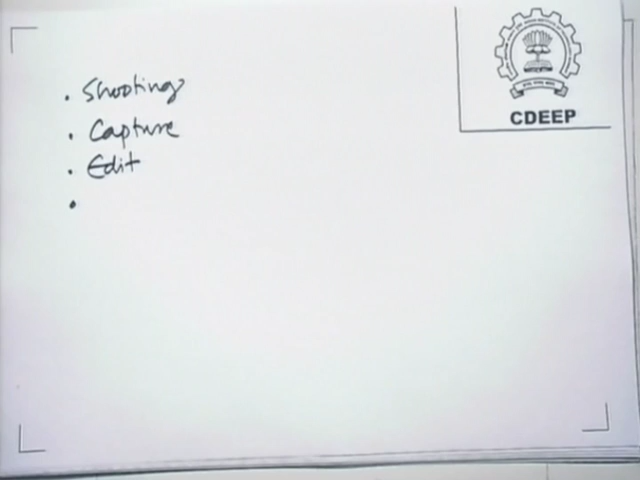 CDEEP
. Shooting
. Capture
. Edit
.